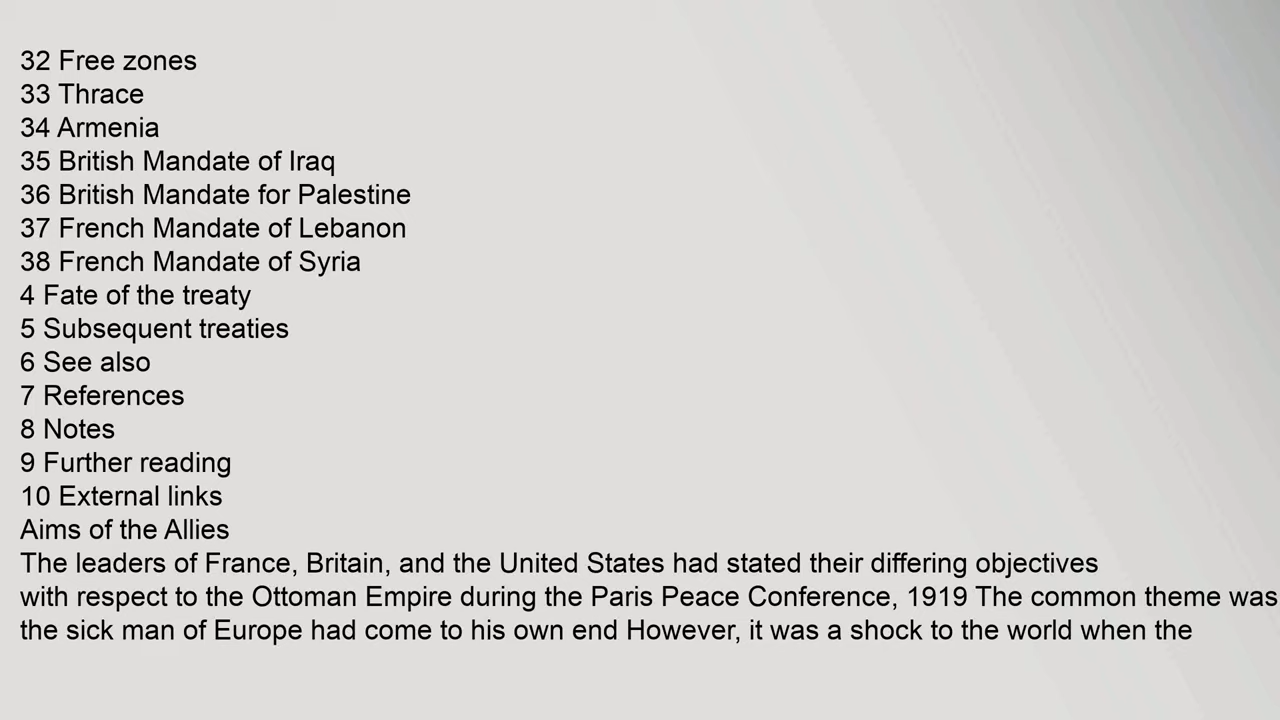 32 Free zones
33 Thrace
34 Armenia
35 British Mandate of Iraq
36 British Mandate for Palestine
37 French Mandate of Lebanon
38 French Mandate of Syria
4 Fate of the treaty
5 Subsequent treaties
6 See also
7 References
8 Notes
9 Further reading
10 External links
Aims of the Allies
The leaders of France, Britain, and the United States had stated their differing objectives
with respect to the Ottoman Empire during the Paris Peace Conference, 1919 The common theme was
the sick man of Europe had come to his own end However, it was a shock to the world when the